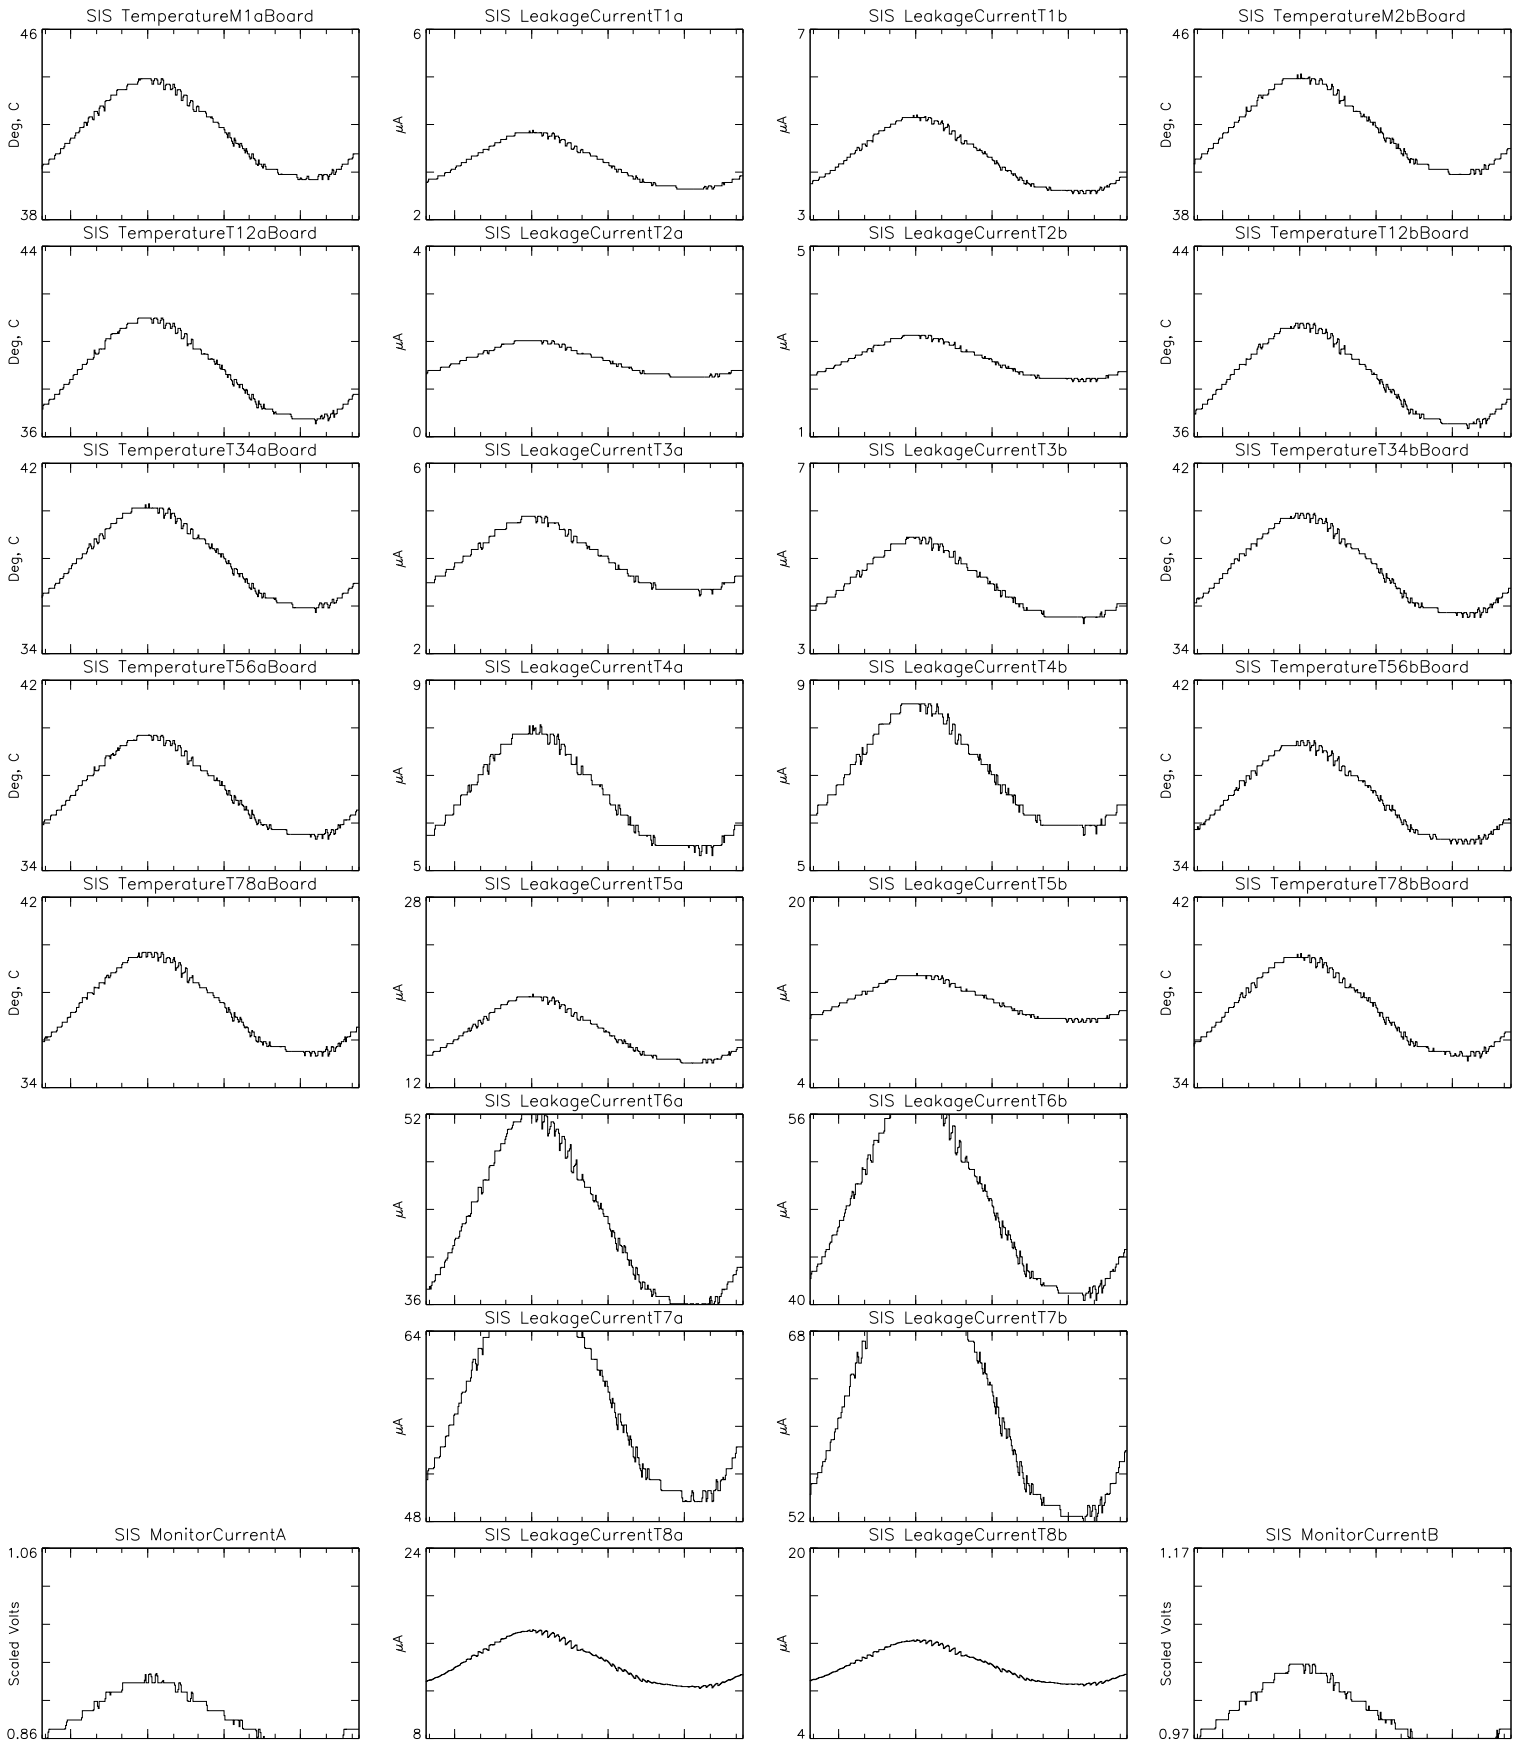 SIS TemperatureM1aBoard
46
Deg, C
38
SIS LeakageCurrentT1a
6
μA
2
SIS LeakageCurrentT1b
7
μA
3
SIS TemperatureM2bBoard
46
Deg, C
38
SIS TemperatureT12aBoard
44
Deg, C
36
SIS LeakageCurrentT2a
4
μA
0
SIS LeakageCurrentT2b
5
μA
1
SIS TemperatureT12bBoard
44
Deg, C
36
SIS TemperatureT34aBoard
42
Deg, C
34
SIS LeakageCurrentT3a
6
μA
2
SIS LeakageCurrentT3b
7
μA
3
SIS TemperatureT34bBoard
42
Deg, C
34
SIS TemperatureT56aBoard
42
Deg, C
34
SIS LeakageCurrentT4a
9
μA
5
SIS LeakageCurrentT4b
9
μA
5
SIS TemperatureT56bBoard
42
Deg, C
34
SIS TemperatureT78aBoard
42
Deg, C
34
SIS LeakageCurrentT5a
28
μA
12
SIS LeakageCurrentT5b
20
μA
4
SIS TemperatureT78bBoard
42
Deg, C
34
SIS LeakageCurrentT6a
52
μA
36
SIS LeakageCurrentT6b
56
μA
40
SIS LeakageCurrentT7a
64
μA
48
SIS LeakageCurrentT7b
68
μA
52
SIS MonitorCurrentA
1.06
Scaled Volts
0.86
SIS LeakageCurrentT8a
24
μA
8
SIS LeakageCurrentT8b
20
μA
4
SIS MonitorCurrentB
1.17
Scaled Volts
0.97